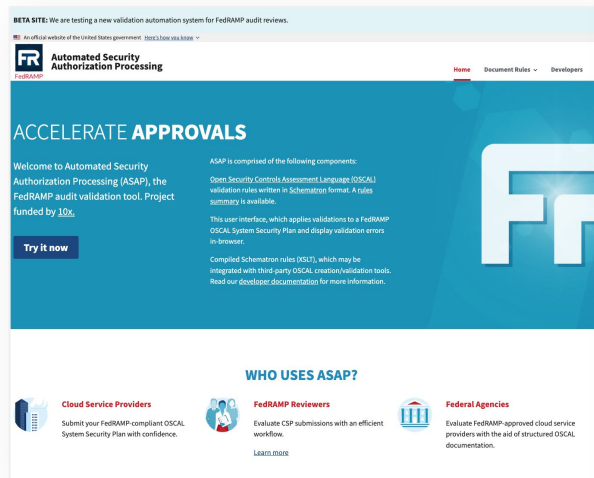 BETA SITE: We are testing a new validation automation system for FedRAMP audit reviews.
An official website of the United States government Here's how you know
FR
FedRAMP
Automated Security
Authorization Processing
Home Document Rules Developers
ACCELERATE APPROVALS
Welcome to Automated Security
Authorization Processing (ASAP), the
FedRAMP audit validation tool. Project
funded by 10x.
Try it now
ASAP is comprised of the following components:
Open Security Controls Assessment Language (OSCAL)
validation rules written in Schematron format. A rules
summary is available.
This user interface, which applies validations to a FedRAMP
OSCAL System Security Plan and display validation errors
in-browser.
Compiled Schematron rules (XSLT), which may be
integrated with third-party OSCAL creation/validation tools.
Read our developer documentation for more information.
WHO USES ASAP?
Cloud Service Providers
Submit your FedRAMP-compliant OSCAL
System Security Plan with confidence.
FedRAMP Reviewers
Evaluate CSP submissions with an efficient
workflow.
Learn more
Federal Agencies
Evaluate FedRAMP-approved cloud service
providers with the aid of structured OSCAL
documentation.